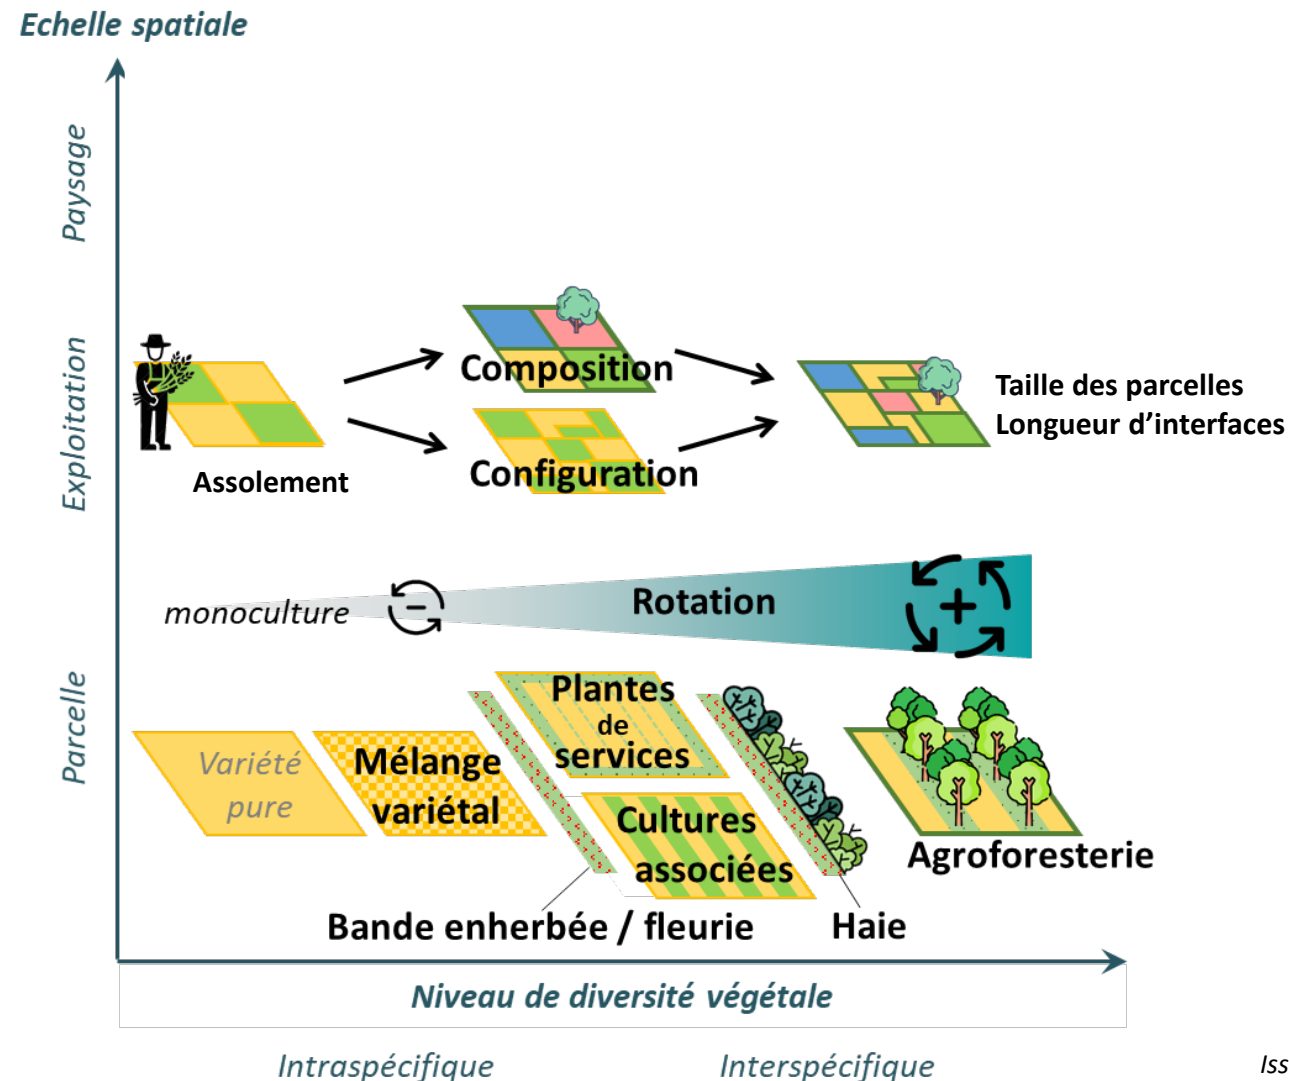 Echelle spatiale
Paysage
Exploitation
Parcelle
Composition
Configuration
Assolement
Taille des parcelles
Longueur d’interfaces
monoculture
-
Rotation
+
Variété
pure
Mélange
variétal
Plantes
de
services
Cultures
associées
Agroforesterie
Bande enherbée / fleurie
Haie
Niveau de diversité végétale
Intraspécifique
Interspécifique
Iss